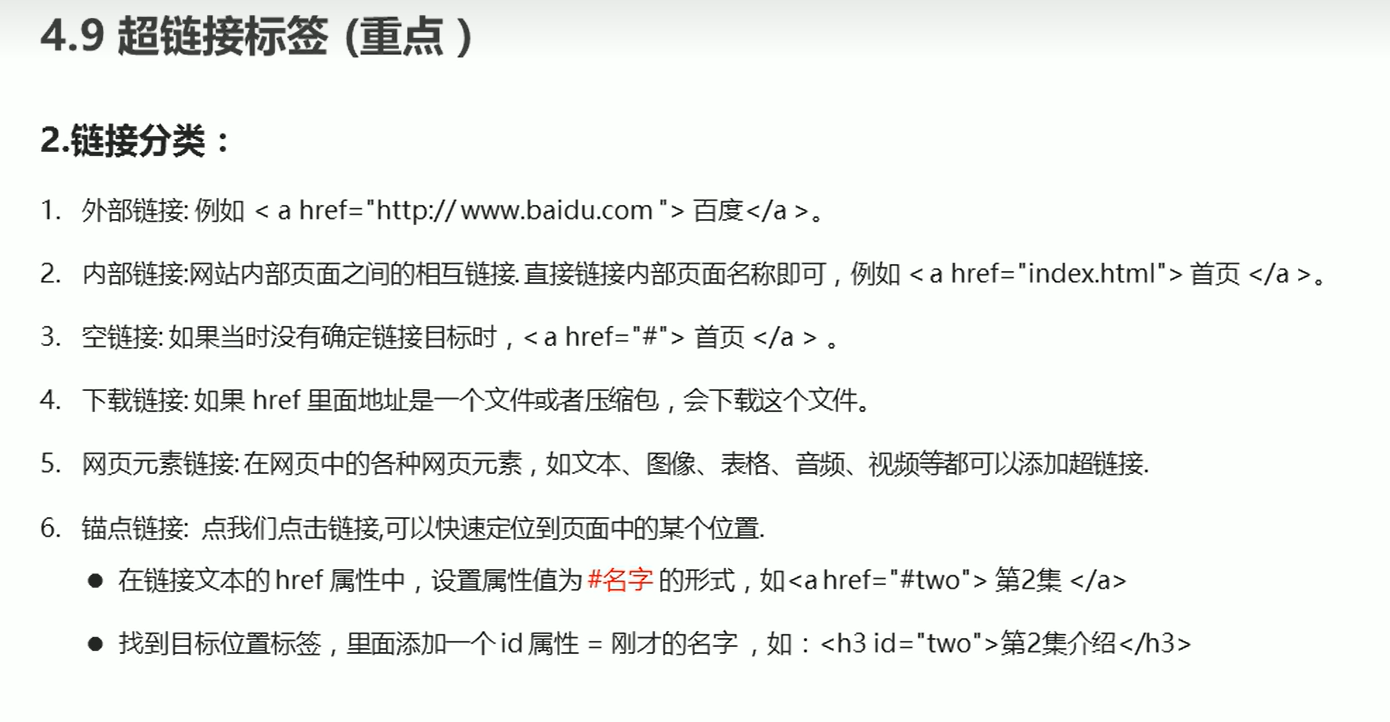 4.9 超链接标签 (重点 )
2.链接分类：
1. 外部链接: 例如 < a href="http:// www.baidu.com "> 百度</a >。
2. 内部链接:网站内部页面之间的相互链接. 直接链接内部页面名称即可，例如 < a href="index.html"> 首页 </a >。
3. 空链接: 如果当时没有确定链接目标时，< a href="#"> 首页 </a > 。
4. 下载链接: 如果 href 里面地址是一个文件或者压缩包，会下载这个文件。
5. 网页元素链接: 在网页中的各种网页元素，如文本、图像、表格、音频、视频等都可以添加超链接.
6. 锚点链接: 点我们点击链接,可以快速定位到页面中的某个位置.
● 在链接文本的 href 属性中，设置属性值为 #名字 的形式，如<a href="#two"> 第2集 </a>
● 找到目标位置标签，里面添加一个 id 属性 = 刚才的名字 ，如：<h3 id="two">第2集介绍</h3>